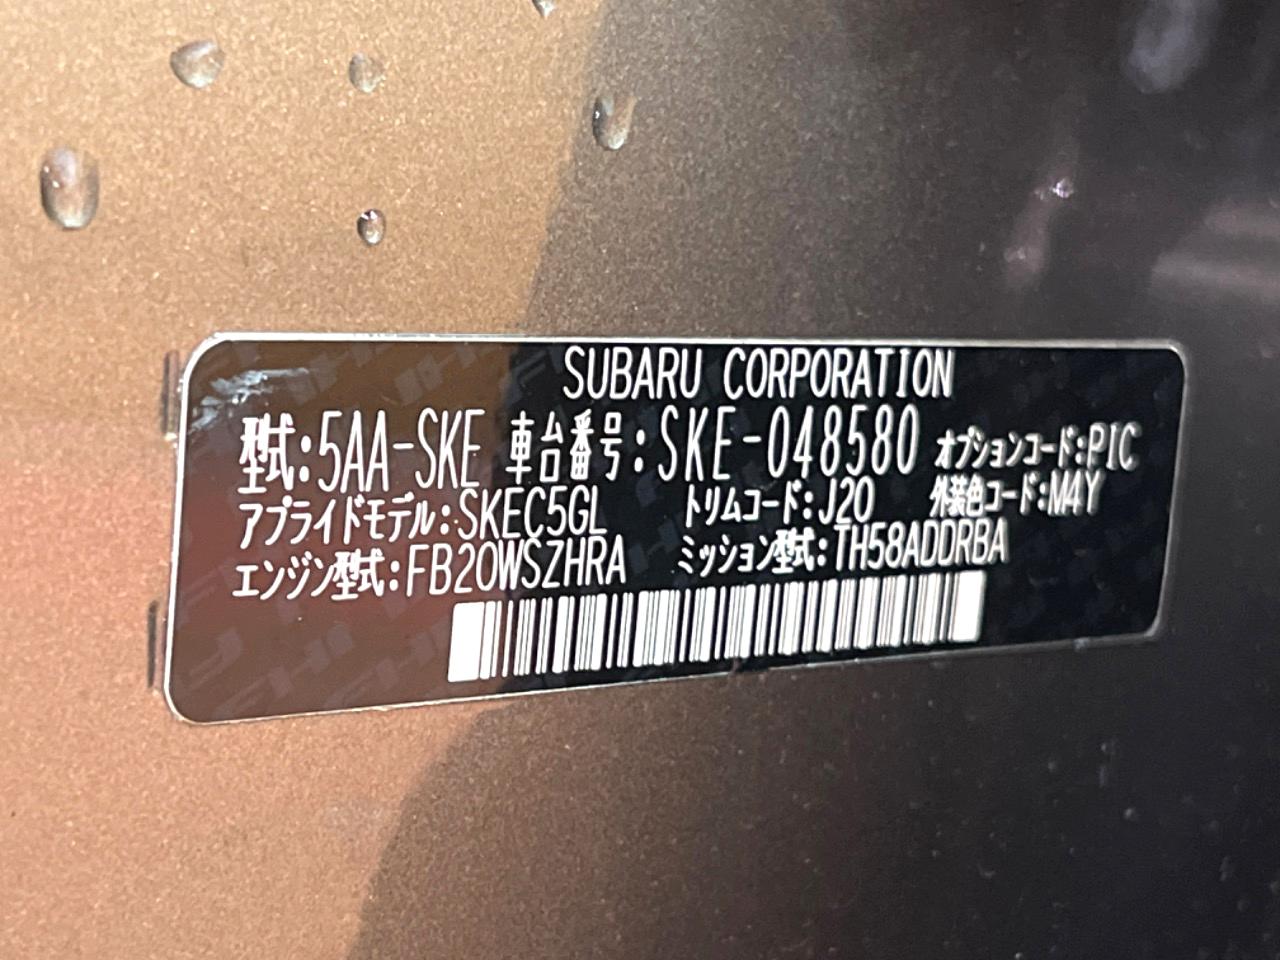 SUBARU CORPORATION
型式:5AA-SKE 車台番号:SKE-048580 オプションコード:PIC
アプライドモデル:SKEC5GL トリムコード:J20 外装色コード:M4Y
エンジン型式:FB20WSZHRA ミッション型式:TH58ADDRBA